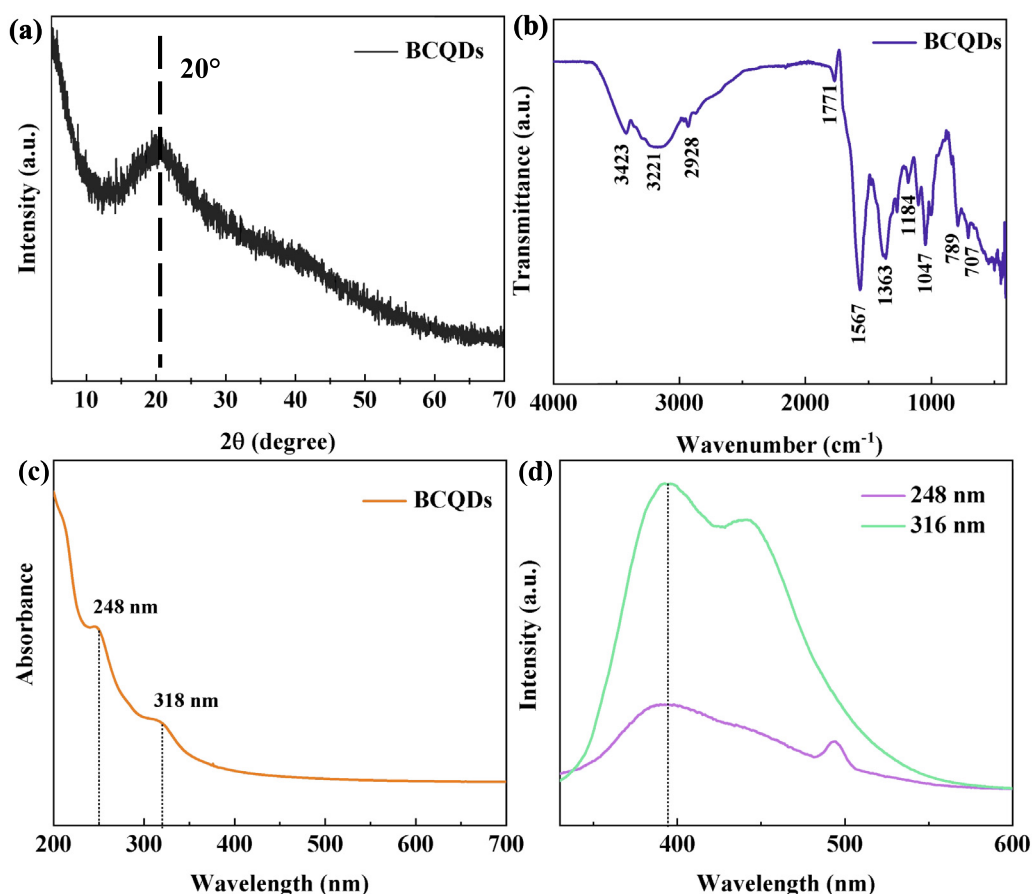 (a)
BCQDs
20°
Intensity (a.u.)
10 20 30 40 50 60 70
2θ (degree)
(b)
BCQDs
Transmittance (a.u.)
3423
3221
2928
1771
1567
1363
1184
1047
789
707
4000 3000 2000 1000
Wavenumber (cm⁻¹)
(c)
BCQDs
248 nm
318 nm
Absorbance
200 300 400 500 600 700
Wavelength (nm)
(d)
248 nm
316 nm
Intensity (a.u.)
400 500 600
Wavelength (nm)